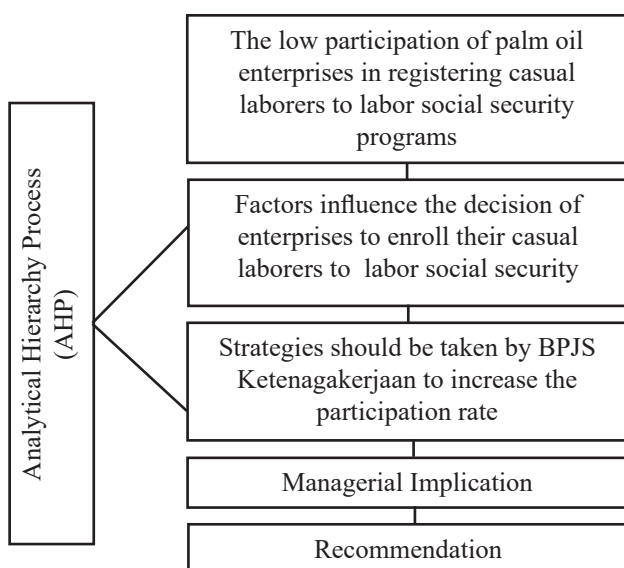 The low participation of palm oil
enterprises in registering casual
laborers to labor social security
programs
Analytical Hierarchy Process
(AHP)
Factors influence the decision of
enterprises to enroll their casual
laborers to labor social security
Strategies should be taken by BPJS
Ketenagakerjaan to increase the
participation rate
Managerial Implication
Recommendation